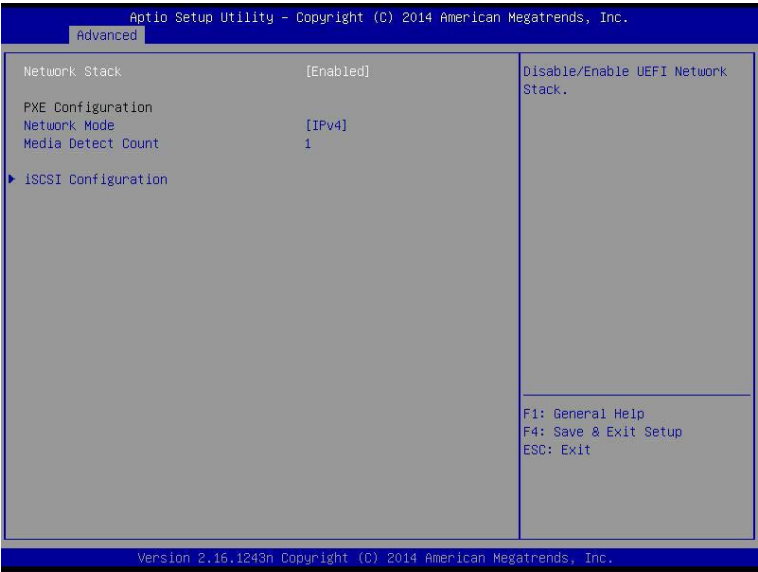 Aptio Setup Utility – Copyright (C) 2014 American Megatrends, Inc.
Advanced
Network Stack [Enabled]
PXE Configuration
Network Mode [IPv4]
Media Detect Count 1
iSCSI Configuration
Disable/Enable UEFI Network
Stack.
F1: General Help
F4: Save & Exit Setup
ESC: Exit
Version 2.16.1243n Copyright (C) 2014 American Megatrends, Inc.